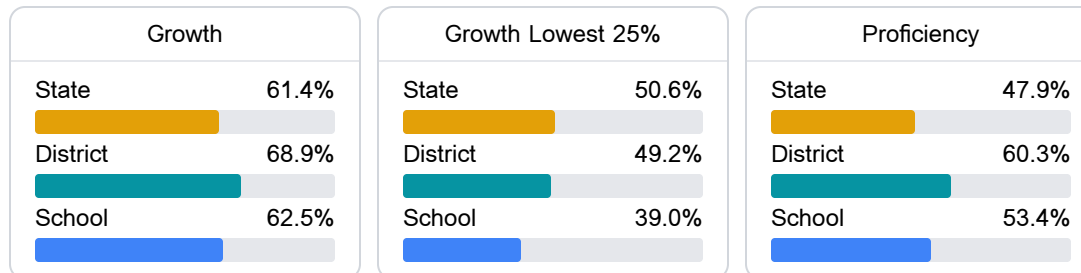 Growth
State 61.4%
District 68.9%
School 62.5%
Growth Lowest 25%
State 50.6%
District 49.2%
School 39.0%
Proficiency
State 47.9%
District 60.3%
School 53.4%